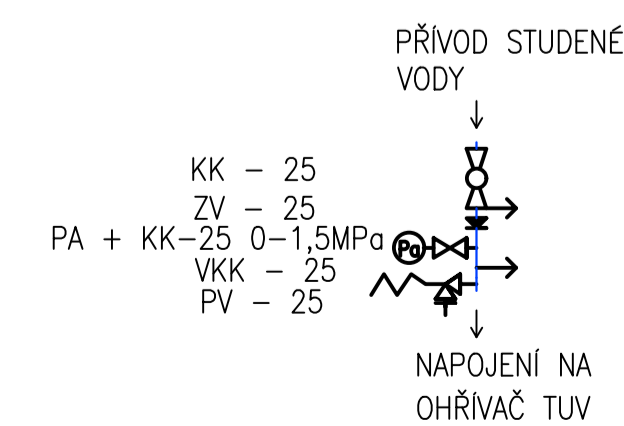 PŘÍVOD STUDENÉ
VODY
KK – 25
ZV – 25
PA + KK–25 0–1,5MPa
Pa
VKK – 25
PV – 25
NAPOJENÍ NA
OHŘÍVAČ TUV